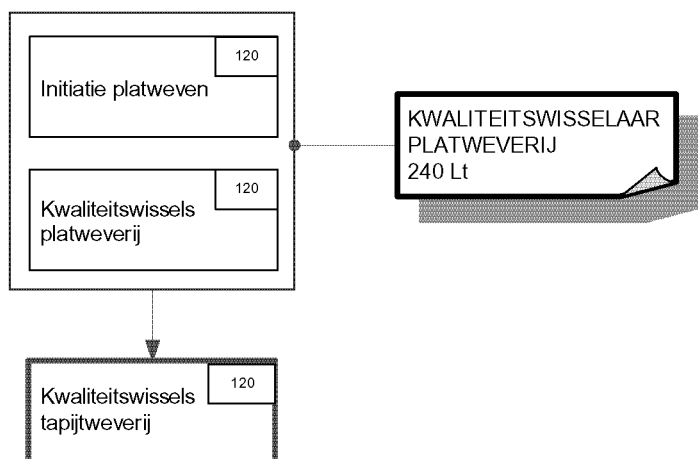 120
Initiatie platweven
KWALITEITSWISSELAAR
PLATWEVERIJ
240 Lt
120
Kwaliteitswissels
platweverij
120
Kwaliteitswissels
tapijtweverij